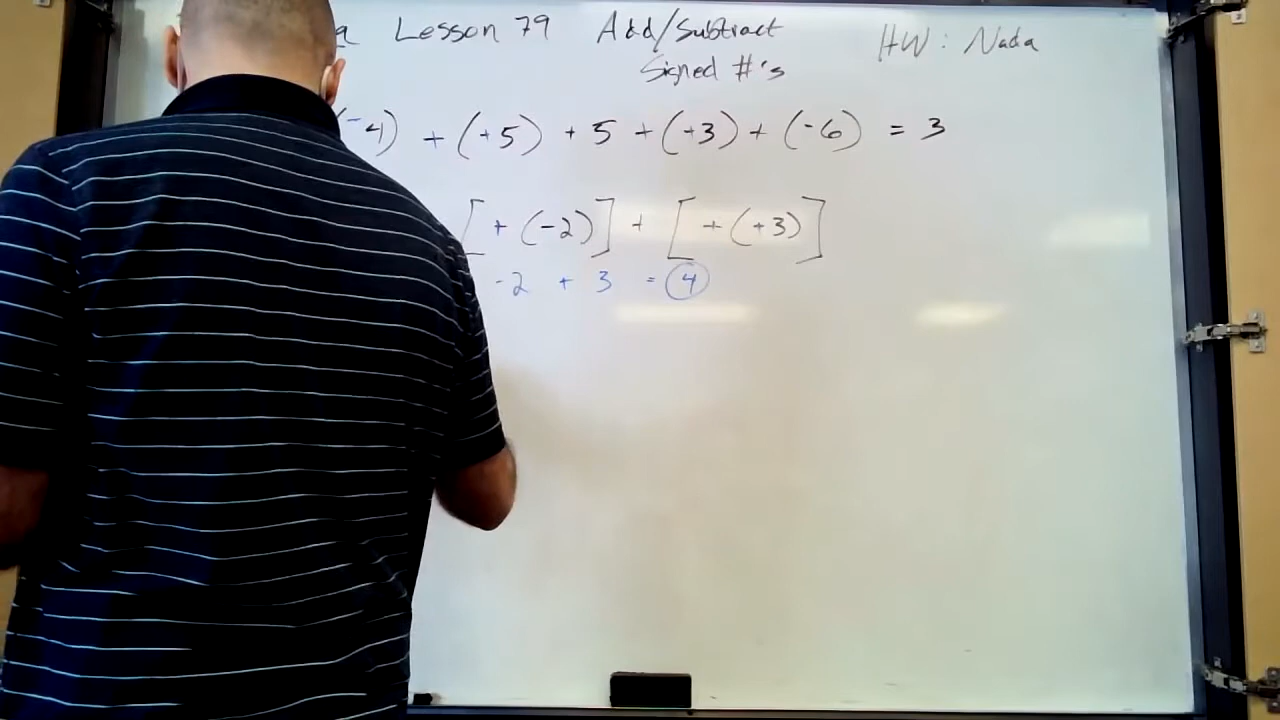 Lesson 79 Add/Subtract HW: Nada
Signed #'s
-4) + (+5) + 5 + (+3) + (-6) = 3
[ + (-2)] + [ + (+3)]
-2 + 3 = 4